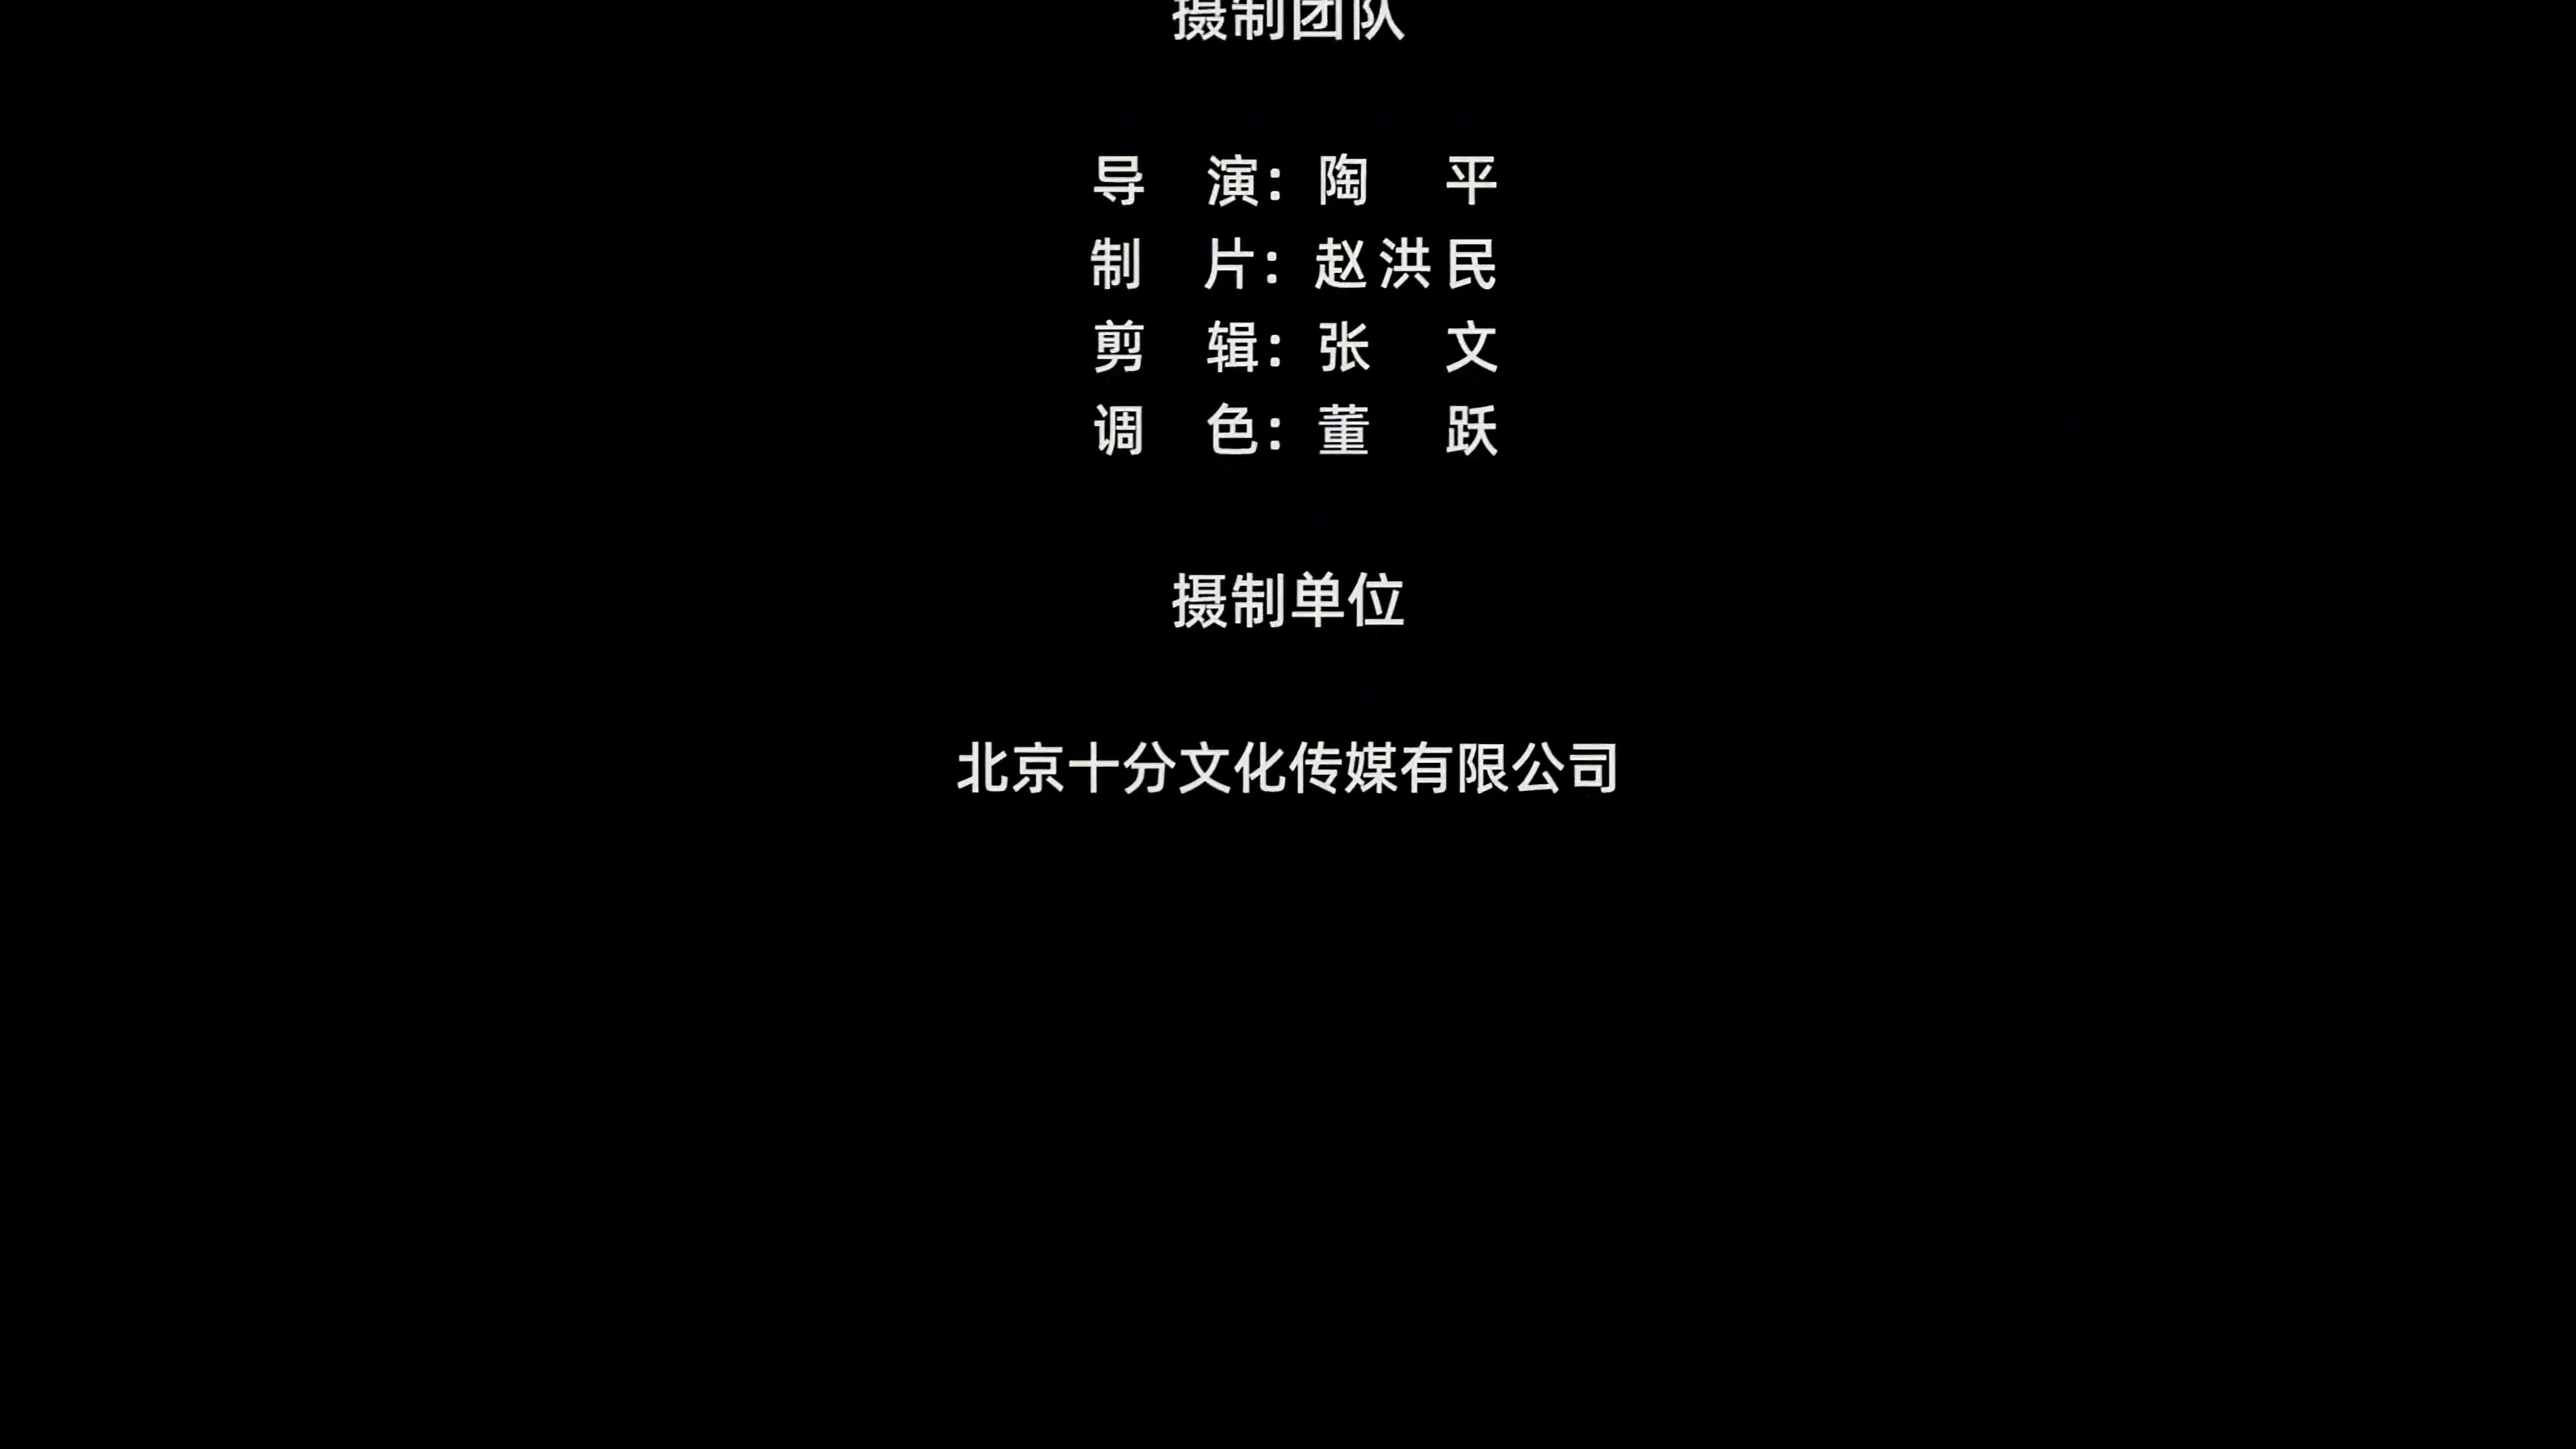 摄制团队
导 演：陶 平
制 片：赵洪民
剪 辑：张 文
调 色：董 跃
摄制单位
北京十分文化传媒有限公司